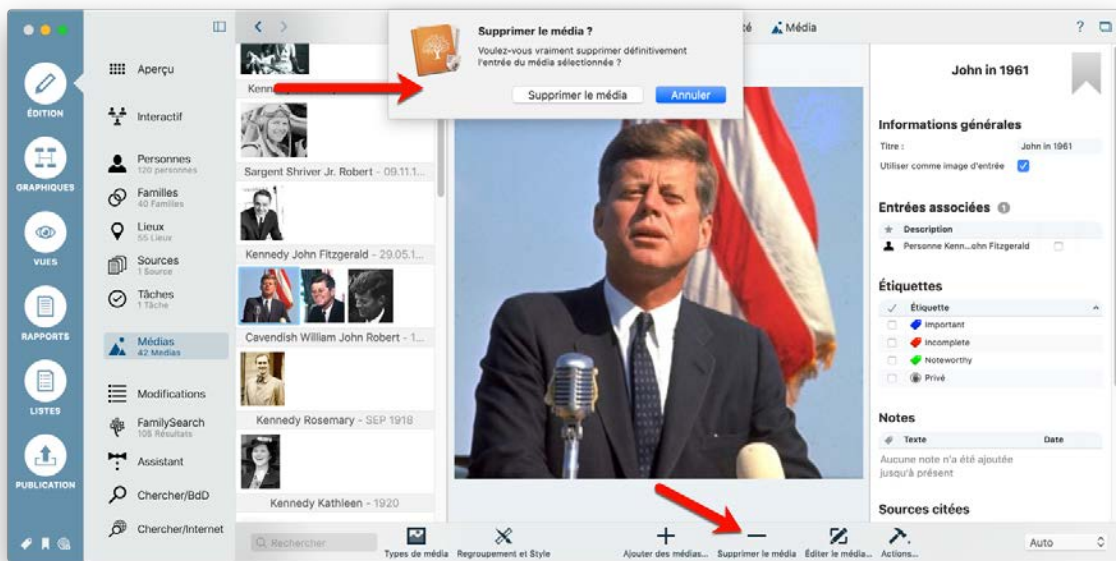 Supprimer le média ?
Voulez-vous vraiment supprimer définitivement
l'entrée du média sélectionnée ?
Supprimer le média
Annuler
Média
?
ÉDITION
GRAPHIQUES
VUES
RAPPORTS
LISTES
PUBLICATION
Aperçu
Interactif
Personnes
120 personnes
Familles
40 Familles
Lieux
55 Lieux
Sources
1 Source
Tâches
1 Tâche
Médias
42 Medias
Modifications
FamilySearch
105 Résultats
Assistant
Chercher/BdD
Chercher/Internet
Sargent Shriver Jr. Robert - 09.11.1...
Kennedy John Fitzgerald - 29.05.1...
Cavendish William John Robert - 1...
Kennedy Rosemary - SEP 1918
Kennedy Kathleen - 1920
John in 1961
Informations générales
Titre : John in 1961
Utiliser comme image d'entrée
Entrées associées 1
Description
Personne Kenn...ohn Fitzgerald
Étiquettes
Étiquette
Important
Incomplete
Noteworthy
Privé
Notes
Texte Date
Aucune note n'a été ajoutée
jusqu'à présent
Sources citées
Rechercher
Types de média
Regroupement et Style
Ajouter des médias...
Supprimer le média
Éditer le média...
Actions...
Auto